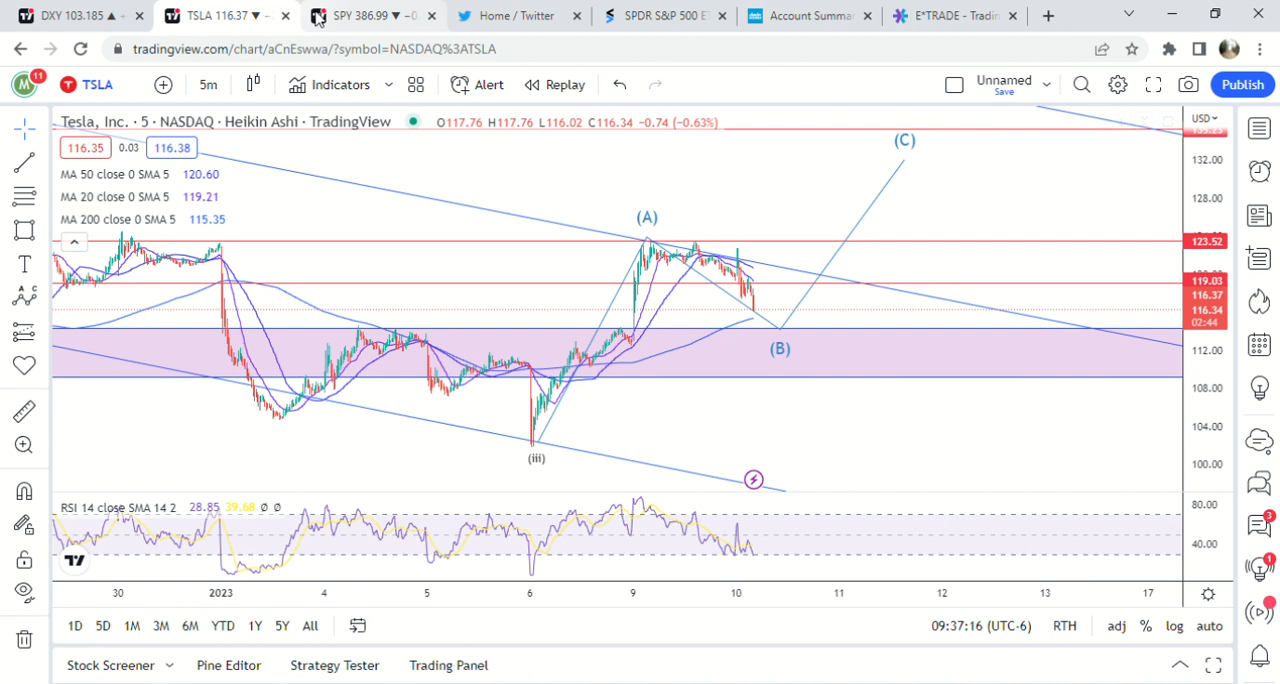 DXY 103.185 ▲ +
TSLA 116.37 ▼ −
SPY 386.99 ▼ −0
Home / Twitter
SPDR S&P 500 E
Account Summa
E*TRADE - Tradin
tradingview.com/chart/aCnEswwa/?symbol=NASDAQ%3ATSLA
M
11
T
TSLA
5m
Indicators
Alert
Replay
Unnamed
Save
Publish
Tesla, Inc. · 5 · NASDAQ · Heikin Ashi · TradingView
O117.76 H117.76 L116.02 C116.34 −0.74 (−0.63%)
USD
116.35
0.03
116.38
MA 50 close 0 SMA 5 120.60
MA 20 close 0 SMA 5 119.21
MA 200 close 0 SMA 5 115.35
132.00
128.00
123.52
119.03
116.37
116.34
02:44
112.00
108.00
104.00
100.00
(A)
(B)
(C)
(iii)
RSI 14 close SMA 14 2 28.85 39.68 Ø Ø
80.00
40.00
30
2023
4
5
6
9
10
11
12
13
17
1D
5D
1M
3M
6M
YTD
1Y
5Y
All
09:37:16 (UTC-6)
RTH
adj
%
log
auto
Stock Screener
Pine Editor
Strategy Tester
Trading Panel
3
1